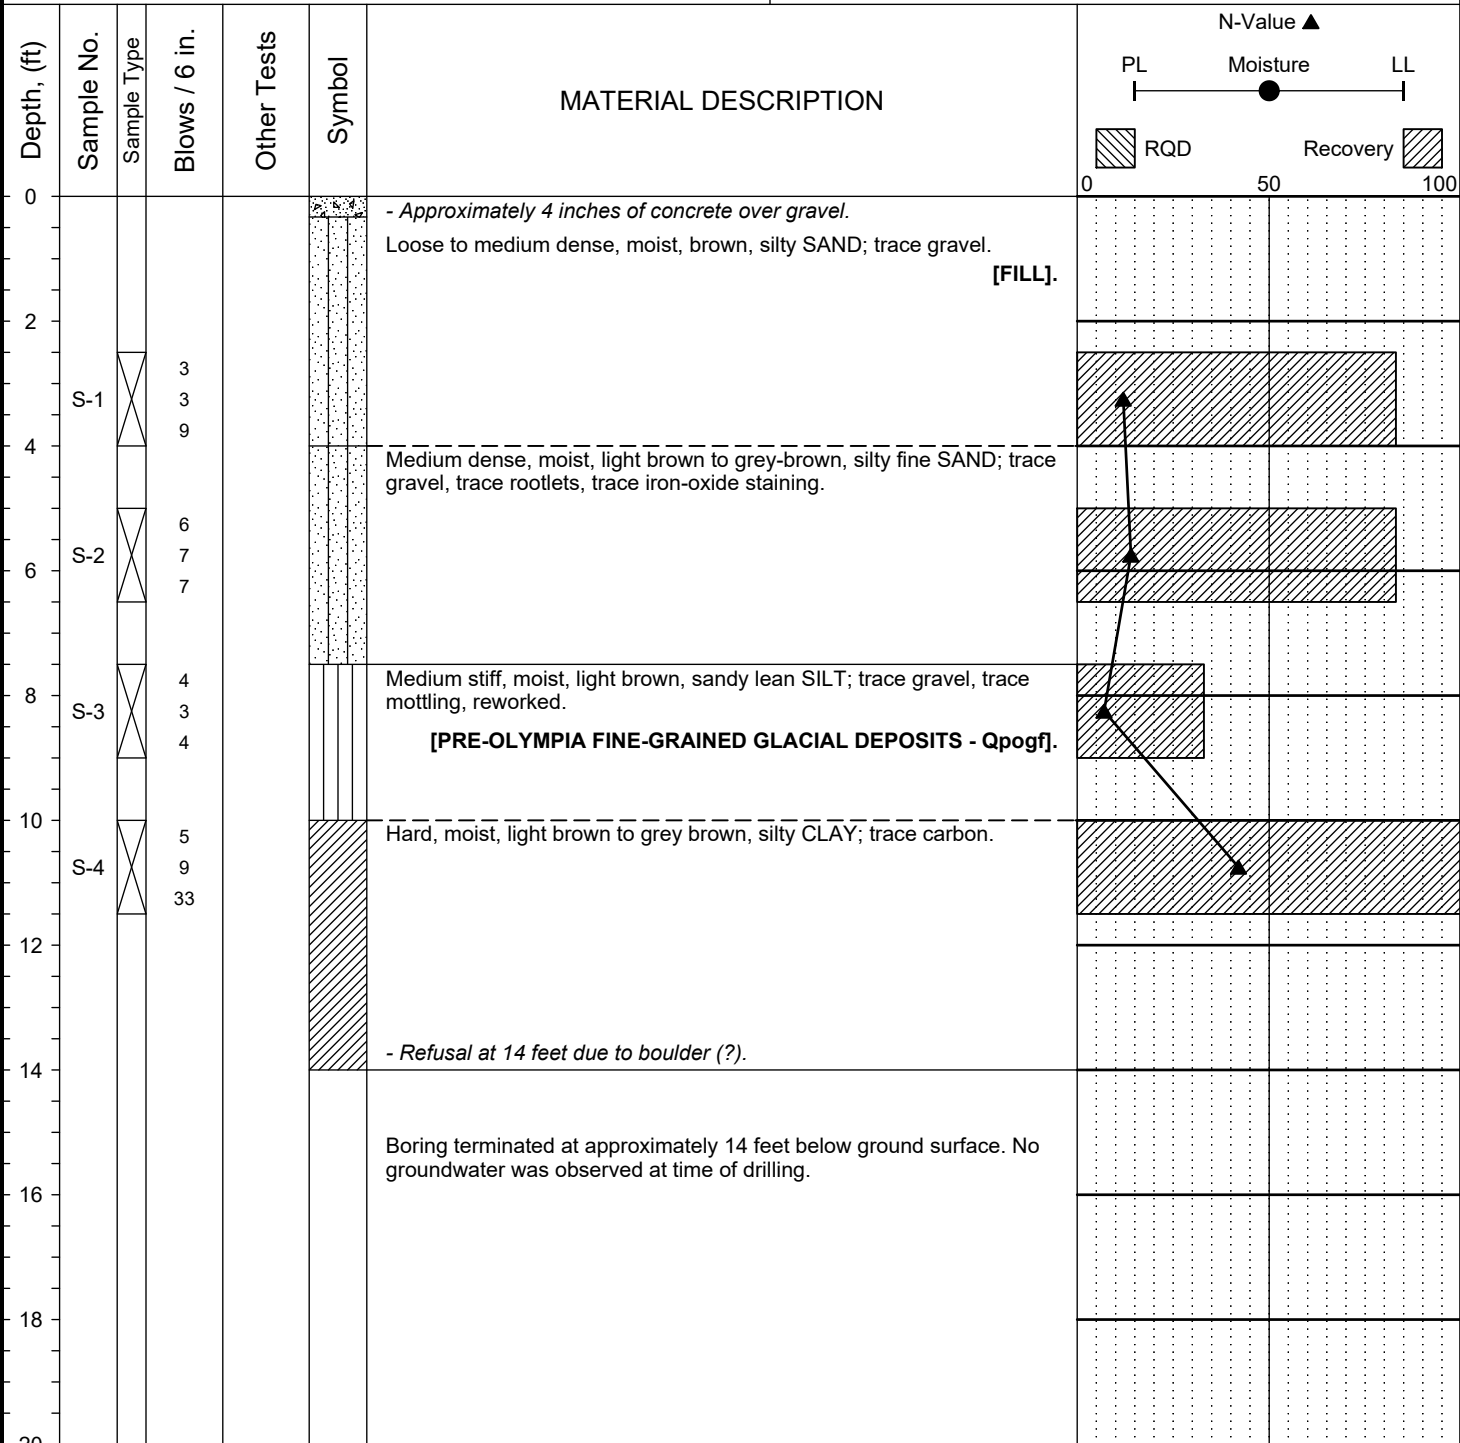 Depth, (ft)
Sample No.
Sample Type
Blows / 6 in.
Other Tests
Symbol
MATERIAL DESCRIPTION
N-Value
PL Moisture LL
RQD Recovery
0 50 100
0
- Approximately 4 inches of concrete over gravel.
Loose to medium dense, moist, brown, silty SAND; trace gravel.
[FILL].
2
3
S-1 3
9
4
Medium dense, moist, light brown to grey-brown, silty fine SAND; trace
gravel, trace rootlets, trace iron-oxide staining.
6
S-2 7
6
7
Medium stiff, moist, light brown, sandy lean SILT; trace gravel, trace
mottling, reworked.
4
8
S-3 3
4
[PRE-OLYMPIA FINE-GRAINED GLACIAL DEPOSITS - Qpogf].
10
Hard, moist, light brown to grey brown, silty CLAY; trace carbon.
5
S-4 9
33
12
- Refusal at 14 feet due to boulder (?).
14
Boring terminated at approximately 14 feet below ground surface. No
groundwater was observed at time of drilling.
16
18
20